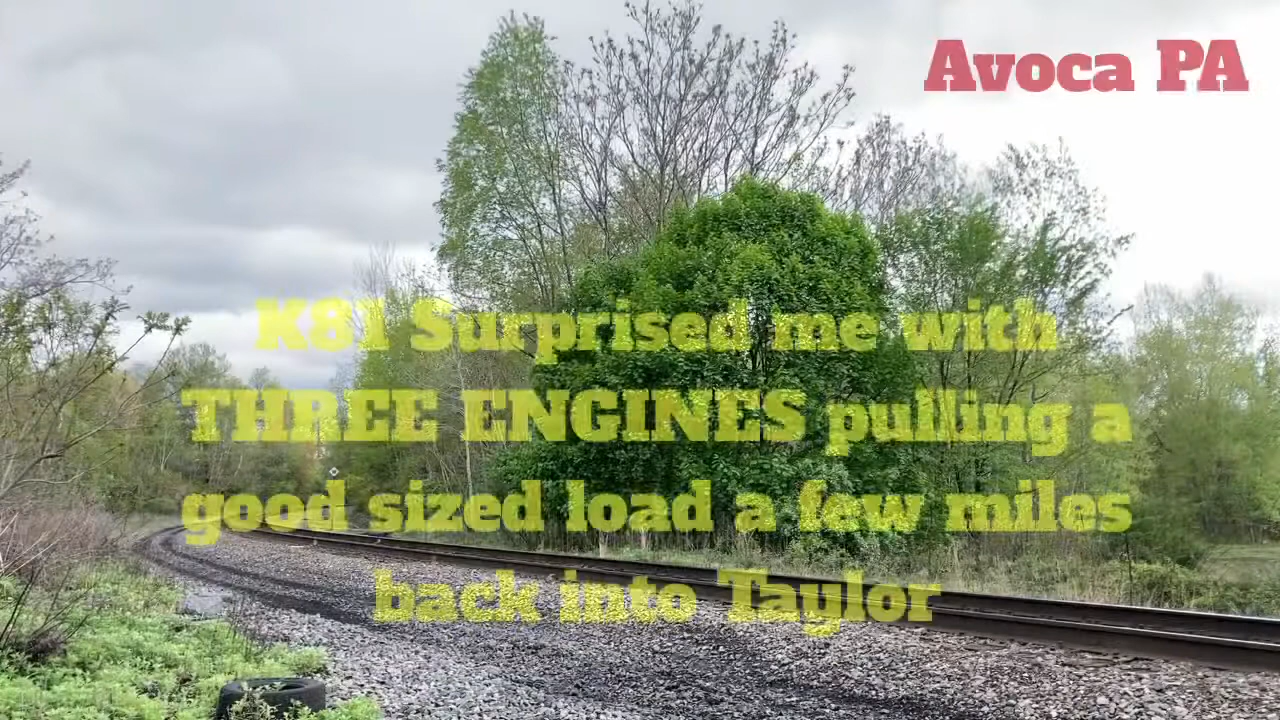 Avoca PA
K81 Surprised me with
THREE ENGINES pulling a
good sized load a few miles
back into Taylor